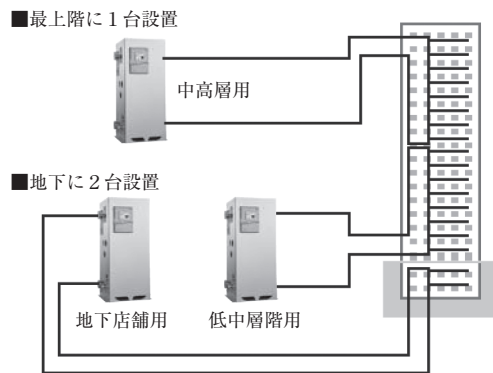 ■最上階に１台設置
中高層用
■地下に２台設置
地下店舗用
低中層階用